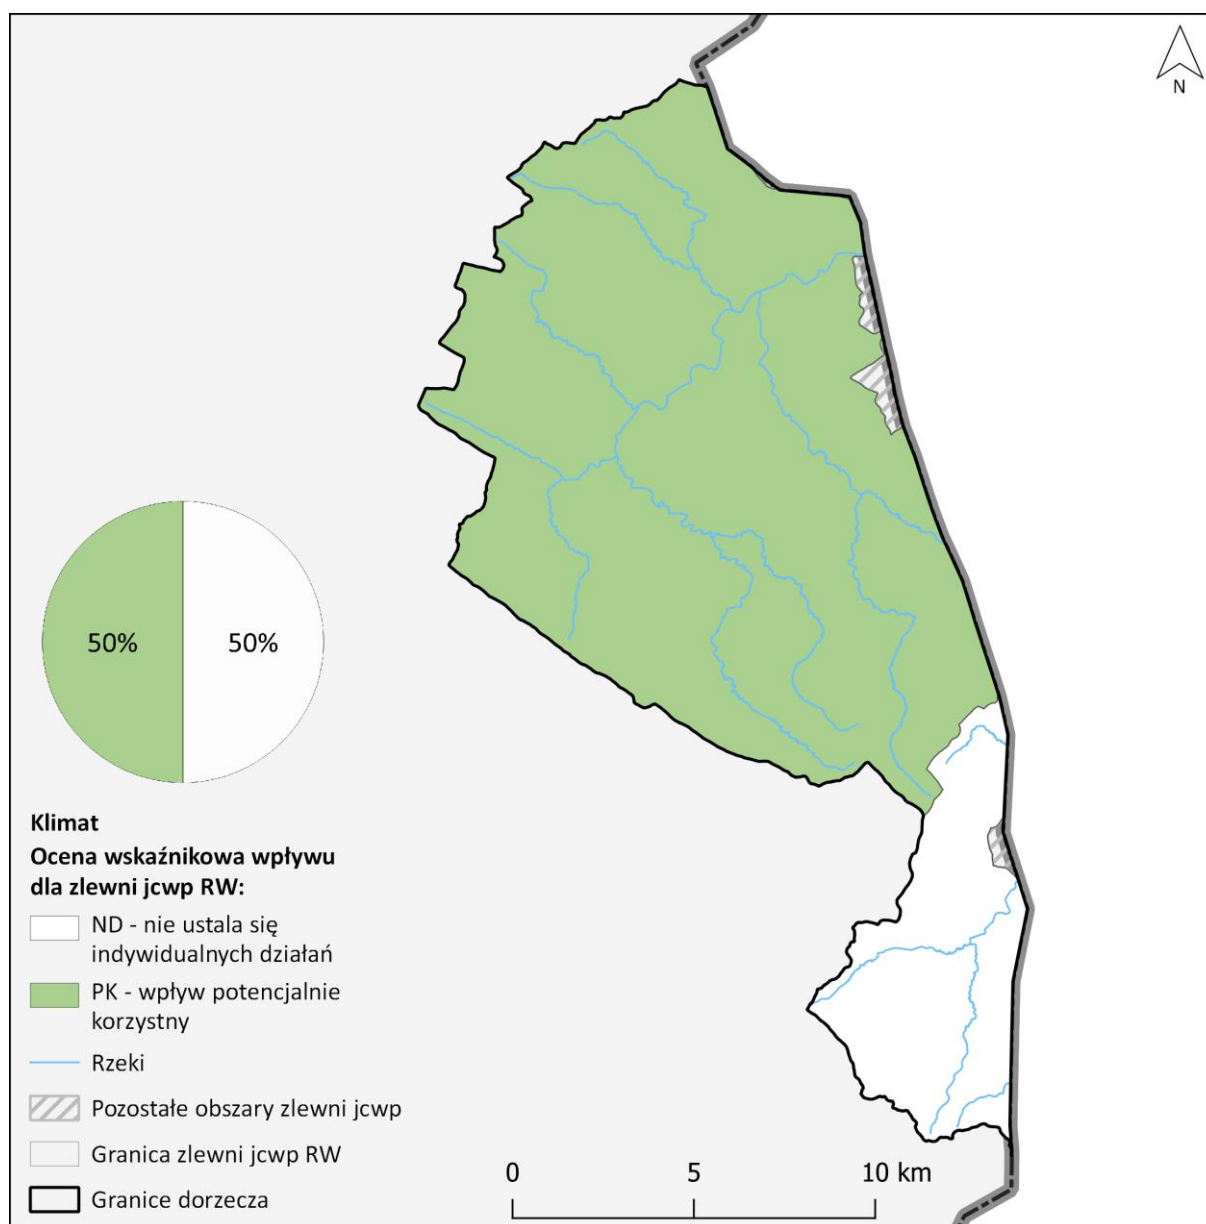 N
50%
50%
Klimat
Ocena wskaźnikowa wpływu
dla zlewni jcwp RW:
ND - nie ustala się
indywidualnych działań
PK - wpływ potencjalnie
korzystny
Rzeki
Pozostałe obszary zlewni jcwp
Granica zlewni jcwp RW
Granice dorzecza
0
5
10 km